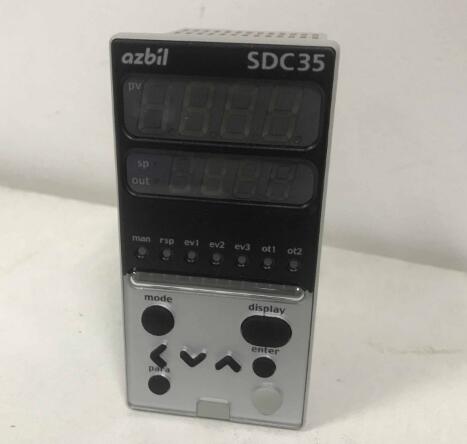 azbil SDC35
pv
sp
out
man rsp ev1 ev2 ev3 ot1 ot2
mode display
enter
para